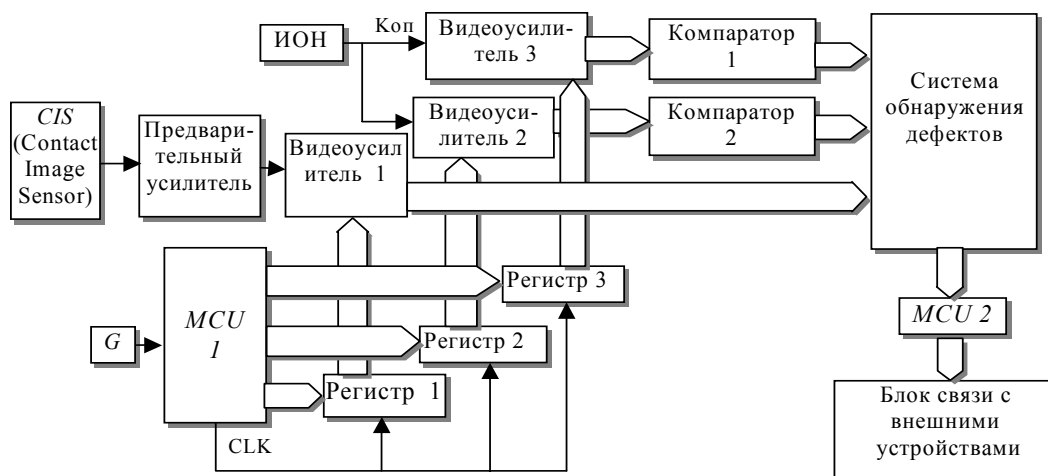 ИОН
Kоп
Видеоусили-
тель 3
Компаратор
1
Система
обнаружения
дефектов
CIS
(Contact
Image
Sensor)
Предвари-
тельный
усилитель
Видеоусил
итель 1
Видеоуси-
литель 2
Компаратор
2
G
MCU
1
CLK
Регистр 3
Регистр 2
Регистр 1
MCU 2
Блок связи с
внешними
устройствами